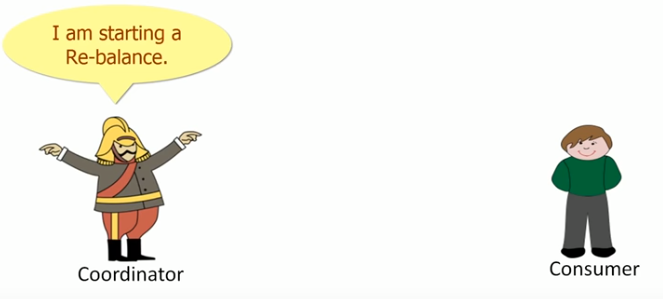 I am starting a
Re-balance.
Coordinator
Consumer